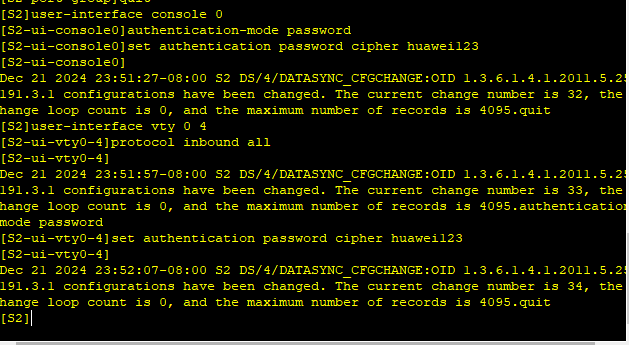 [S2-port-group]quit
[S2]user-interface console 0
[S2-ui-console0]authentication-mode password
[S2-ui-console0]set authentication password cipher huawei123
[S2-ui-console0]
Dec 21 2024 23:51:27-08:00 S2 DS/4/DATASYNC_CFGCHANGE:OID 1.3.6.1.4.1.2011.5.25
191.3.1 configurations have been changed. The current change number is 32, the
hange loop count is 0, and the maximum number of records is 4095.quit
[S2]user-interface vty 0 4
[S2-ui-vty0-4]protocol inbound all
[S2-ui-vty0-4]
Dec 21 2024 23:51:57-08:00 S2 DS/4/DATASYNC_CFGCHANGE:OID 1.3.6.1.4.1.2011.5.25
191.3.1 configurations have been changed. The current change number is 33, the
hange loop count is 0, and the maximum number of records is 4095.authentication
mode password
[S2-ui-vty0-4]set authentication password cipher huawei123
[S2-ui-vty0-4]
Dec 21 2024 23:52:07-08:00 S2 DS/4/DATASYNC_CFGCHANGE:OID 1.3.6.1.4.1.2011.5.25
191.3.1 configurations have been changed. The current change number is 34, the
hange loop count is 0, and the maximum number of records is 4095.quit
[S2]